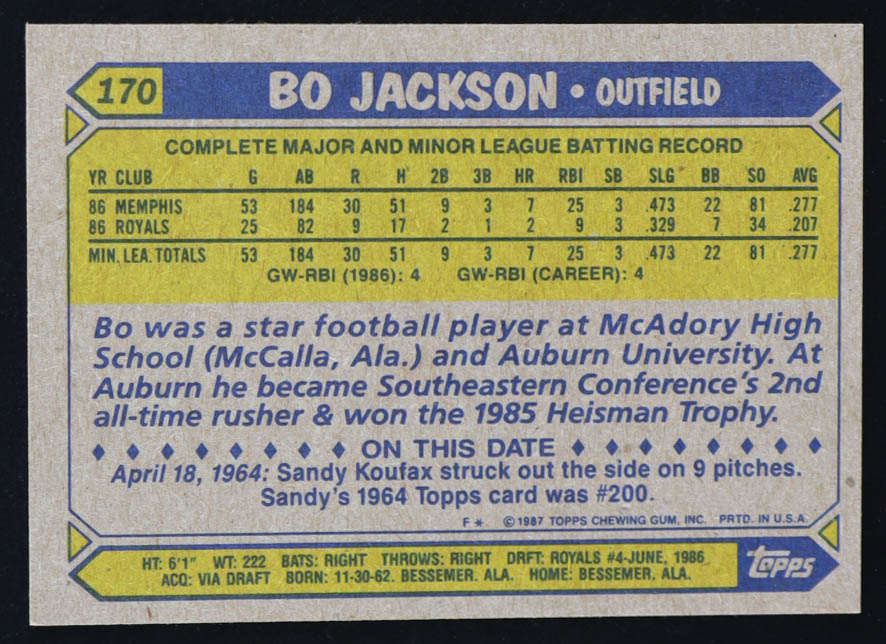 170 BO JACKSON • OUTFIELD
COMPLETE MAJOR AND MINOR LEAGUE BATTING RECORD
YR CLUB G AB R H 2B 3B HR RBI SB SLG BB SO AVG
86 MEMPHIS 53 184 30 51 9 3 7 25 3 .473 22 81 .277
86 ROYALS 25 82 9 17 2 1 2 9 3 .329 7 34 .207
MIN. LEA. TOTALS 53 184 30 51 9 3 7 25 3 .473 22 81 .277
GW-RBI (1986): 4 GW-RBI (CAREER): 4
Bo was a star football player at McAdory High
School (McCalla, Ala.) and Auburn University. At
Auburn he became Southeastern Conference's 2nd
all-time rusher & won the 1985 Heisman Trophy.
♦ ♦ ♦ ♦ ♦ ♦ ♦ ♦ ON THIS DATE ♦ ♦ ♦ ♦ ♦ ♦ ♦ ♦
April 18, 1964: Sandy Koufax struck out the side on 9 pitches.
Sandy's 1964 Topps card was #200.
F * © 1987 TOPPS CHEWING GUM, INC. PRTD. IN U.S.A.
HT: 6'1" WT: 222 BATS: RIGHT THROWS: RIGHT DRFT: ROYALS #4-JUNE, 1986
ACQ: VIA DRAFT BORN: 11-30-62, BESSEMER, ALA. HOME: BESSEMER, ALA.
topps